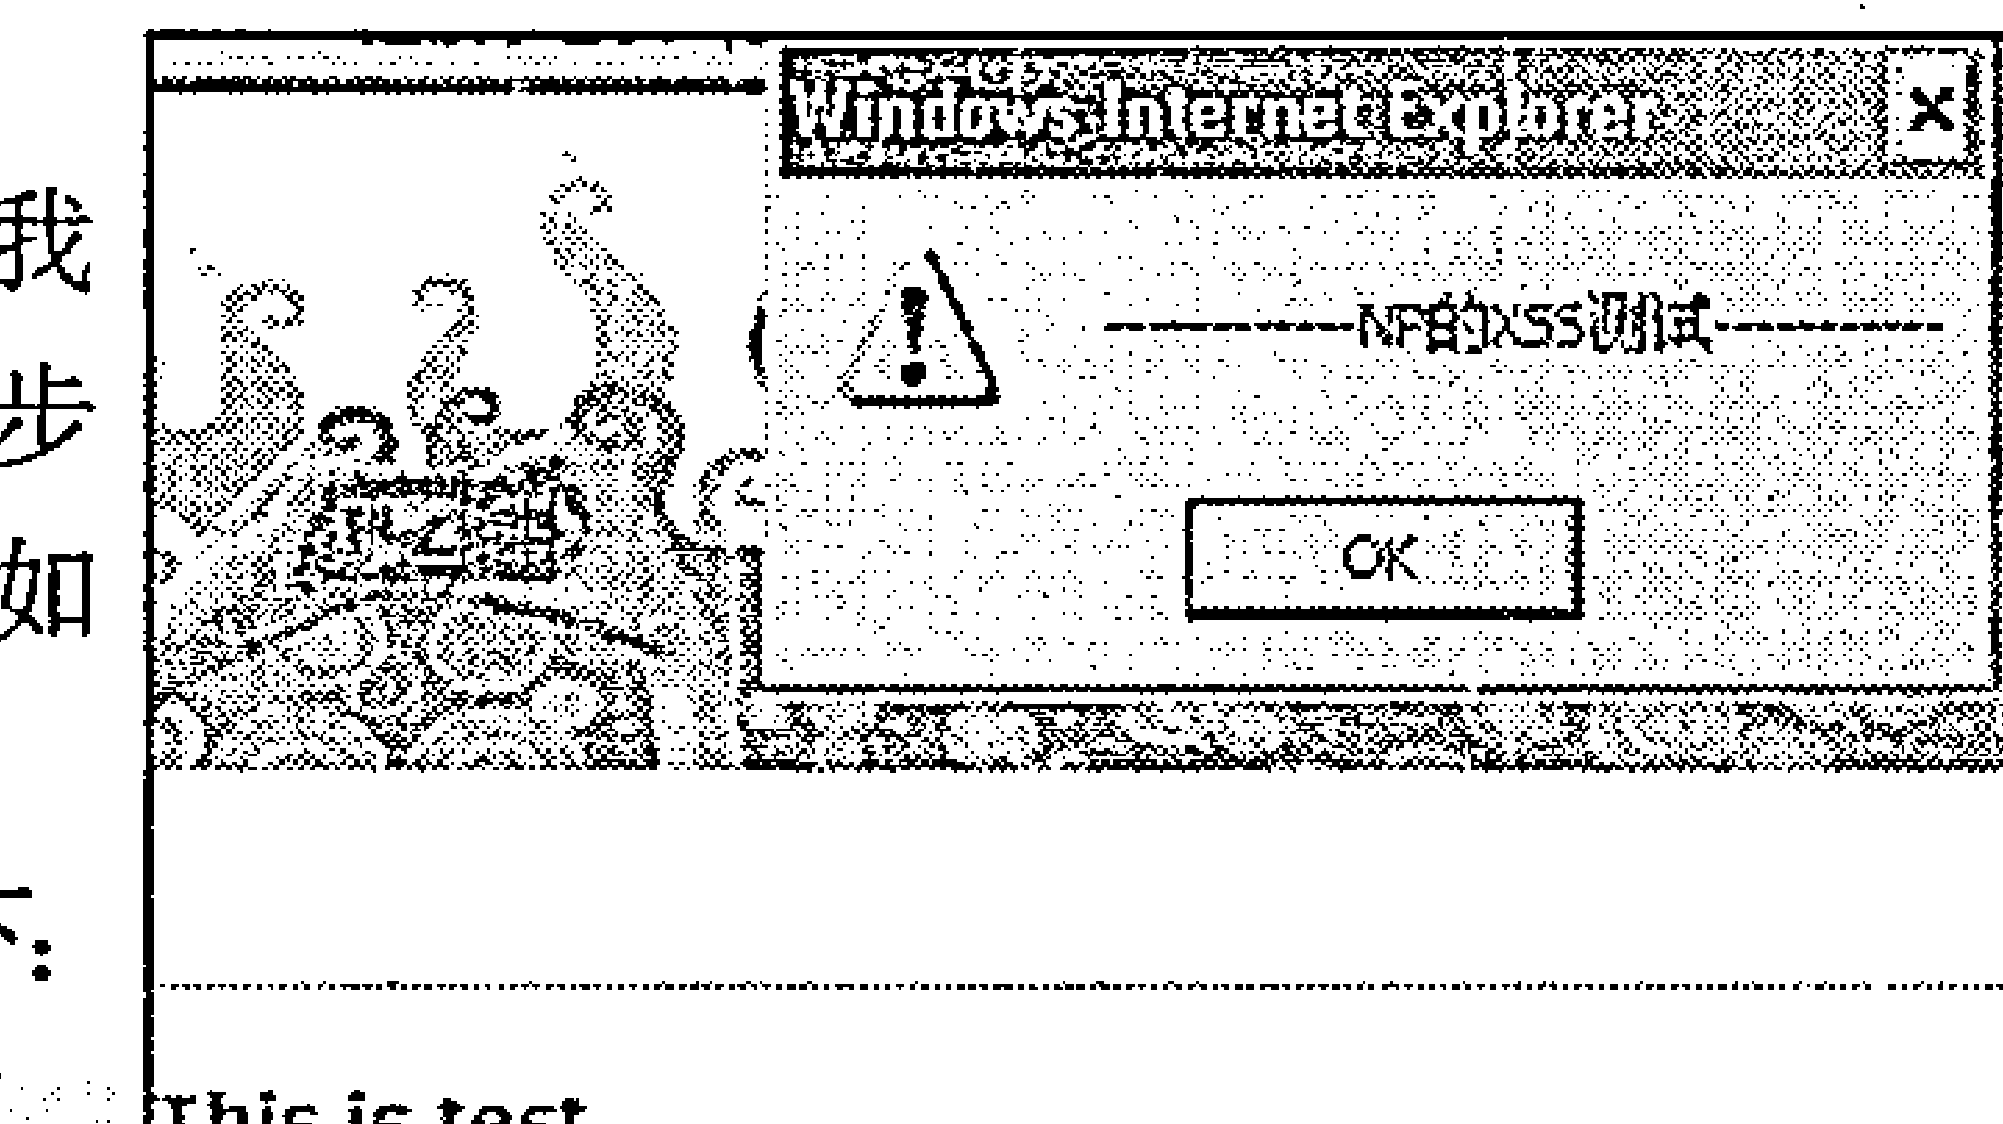 Windows Internet Explorer
我
---------NF的XSS测试---------
步
OK
如
This is test